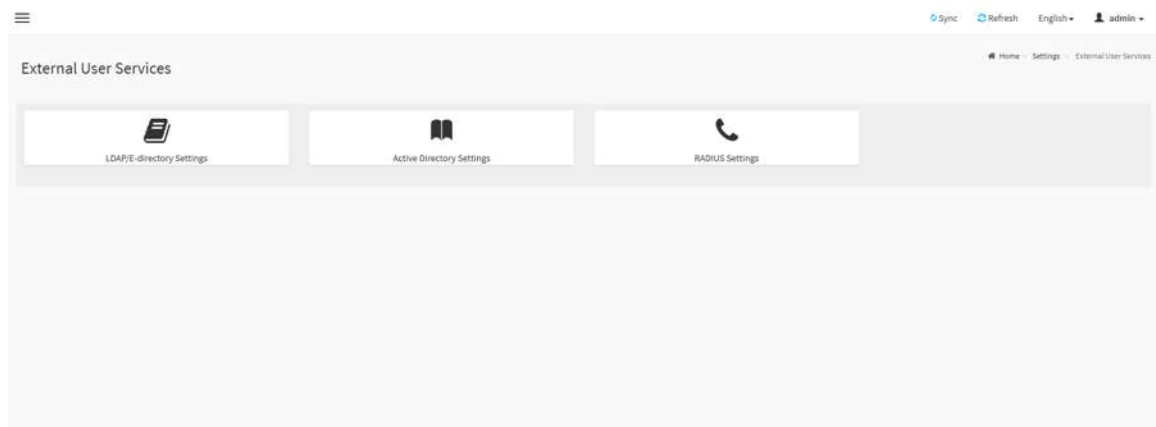 Sync Refresh English admin
Home Settings External User Services
External User Services
LDAP/E-directory Settings Active Directory Settings RADIUS Settings